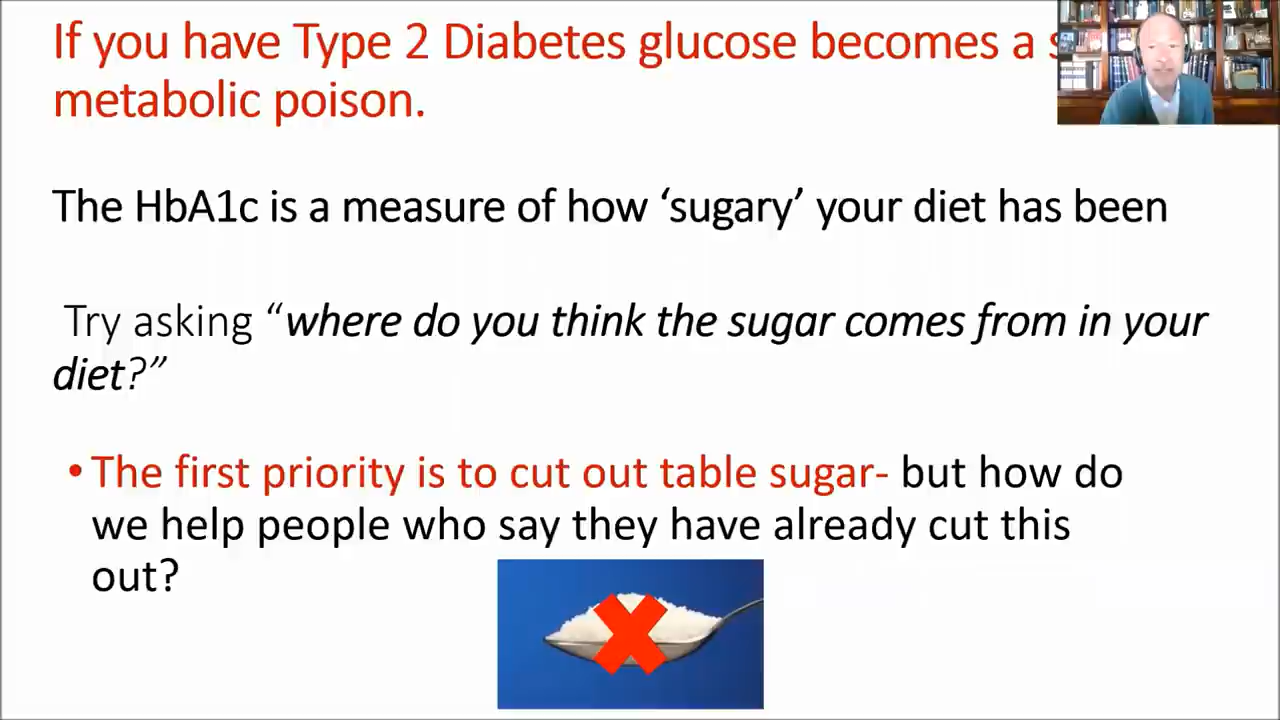 If you have Type 2 Diabetes glucose becomes a
metabolic poison.
The HbA1c is a measure of how ‘sugary’ your diet has been
Try asking “where do you think the sugar comes from in your
diet?”
• The first priority is to cut out table sugar- but how do
we help people who say they have already cut this
out?